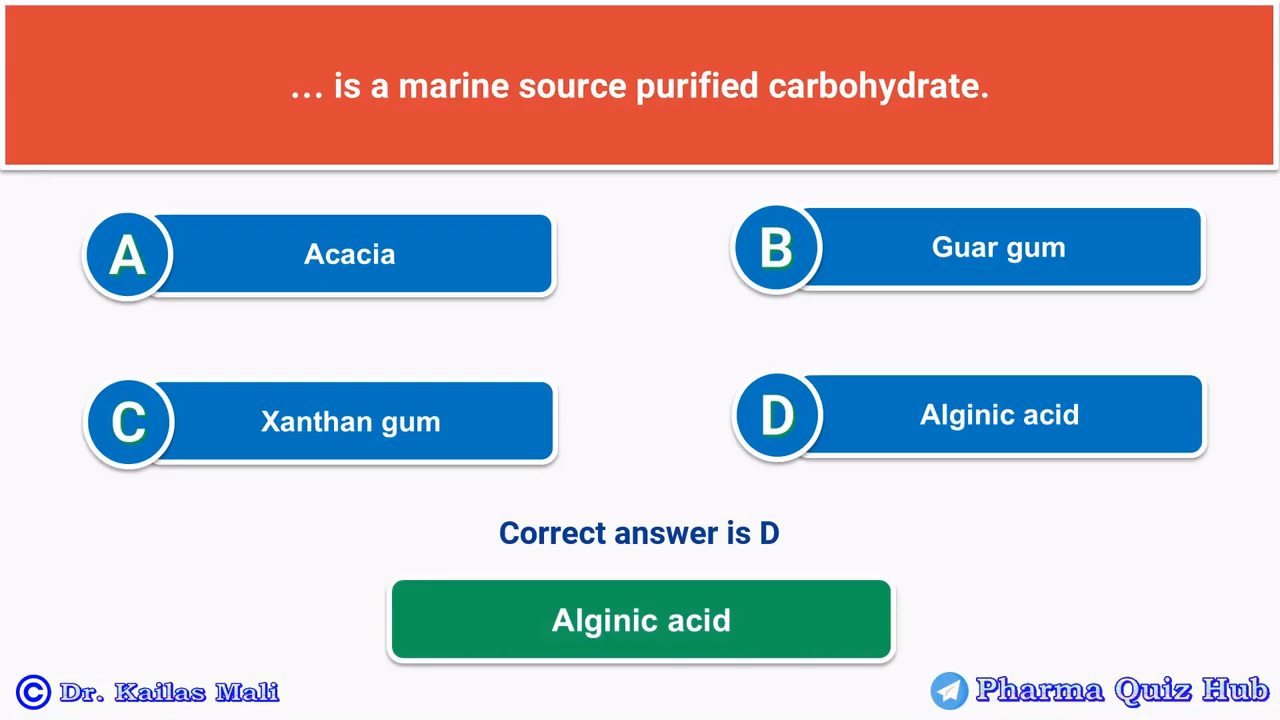 ... is a marine source purified carbohydrate.
A Acacia
B Guar gum
C Xanthan gum
D Alginic acid
Correct answer is D
Alginic acid
© Dr. Kailas Mali
Pharma Quiz Hub